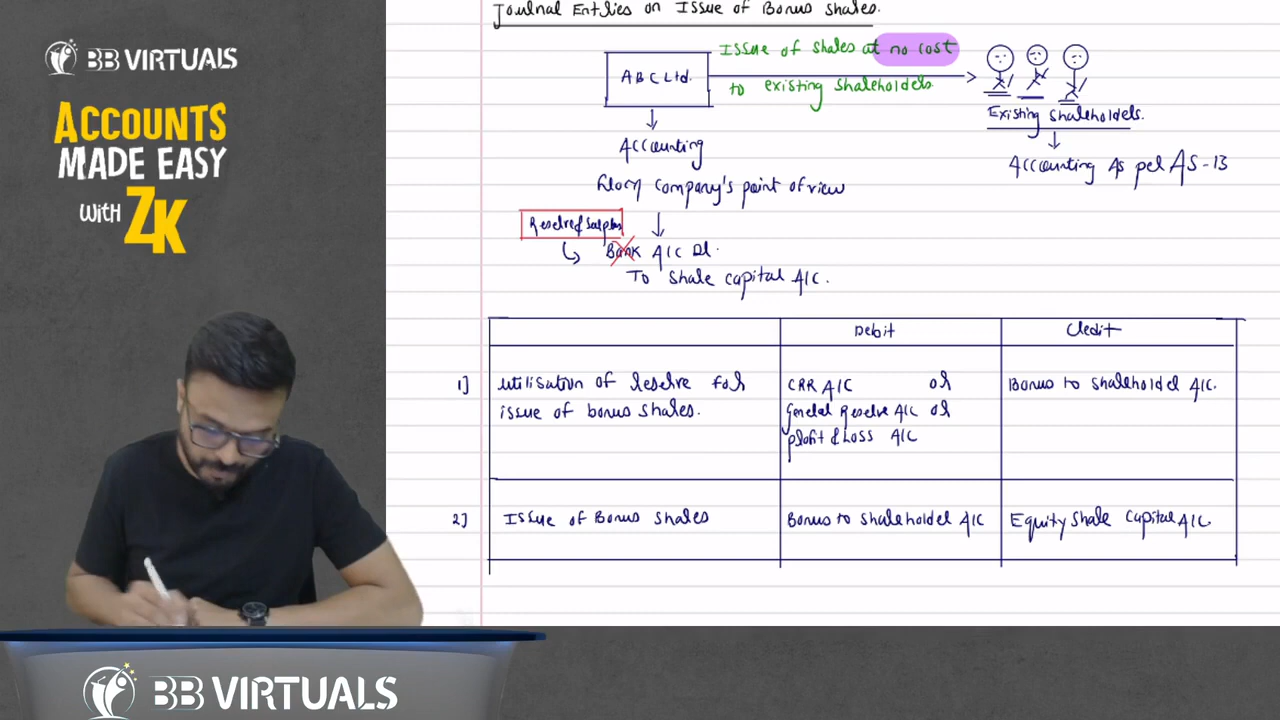 BB VIRTUALS
ACCOUNTS
MADE EASY
WITH ZK
Journal Entries on Issue of Bonus shares.
ABC Ltd.
Issue of shares at no cost
to existing shareholders.
Existing shareholders.
Accounting As per AS-13
Accounting
from company's point of view
Reserve & Surplus
Bank A/C Dr.
To Share capital A/C.
Debit
Credit
1] utilisation of reserve for
issue of bonus shares.
CRR A/C or
General Reserve A/C or
profit & Loss A/C
Bonus to shareholder A/C.
2] Issue of Bonus shares
Bonus to shareholder A/C
Equity share capital A/C.
BB VIRTUALS